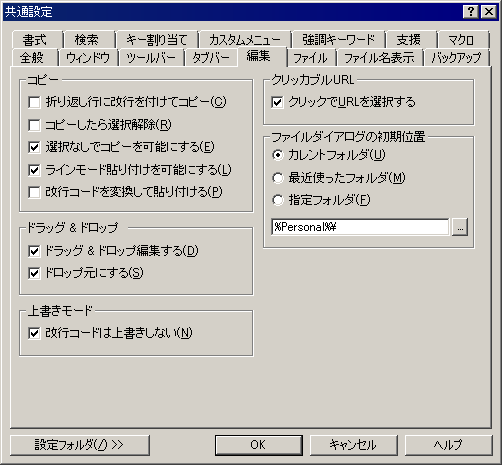 共通設定
書式 検索 キー割り当て カスタムメニュー 強調キーワード 支援 マクロ
全般 ウィンドウ ツールバー タブバー 編集 ファイル ファイル名表示 バックアップ
コピー
折り返し行に改行を付けてコピー(C)
コピーしたら選択解除(R)
選択なしでコピーを可能にする(E)
ラインモード貼り付けを可能にする(L)
改行コードを変換して貼り付ける(P)
ドラッグ & ドロップ
ドラッグ & ドロップ編集する(D)
ドロップ元にする(S)
上書きモード
改行コードは上書きしない(N)
クリッカブルURL
クリックでURLを選択する
ファイルダイアログの初期位置
カレントフォルダ(U)
最近使ったフォルダ(M)
指定フォルダ(F)
%Personal%¥
...
設定フォルダ(/) >> OK キャンセル ヘルプ